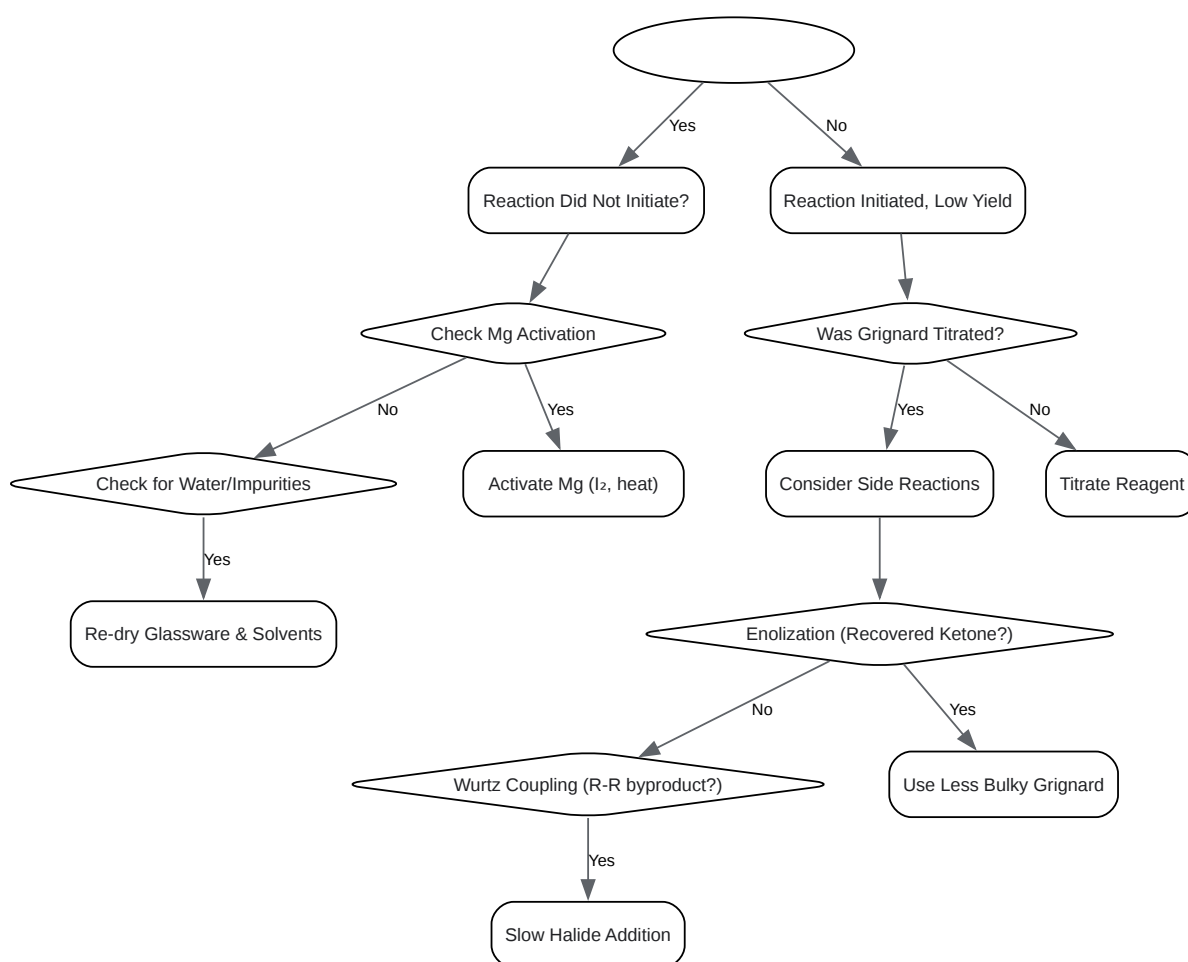 Yes
No
Reaction Did Not Initiate?
Reaction Initiated, Low Yield
Check Mg Activation
Was Grignard Titrated?
No
Yes
Yes
No
Check for Water/Impurities
Activate Mg (I₂, heat)
Consider Side Reactions
Titrate Reagent
Yes
Re-dry Glassware & Solvents
Enolization (Recovered Ketone?)
No
Yes
Wurtz Coupling (R-R byproduct?)
Use Less Bulky Grignard
Yes
Slow Halide Addition